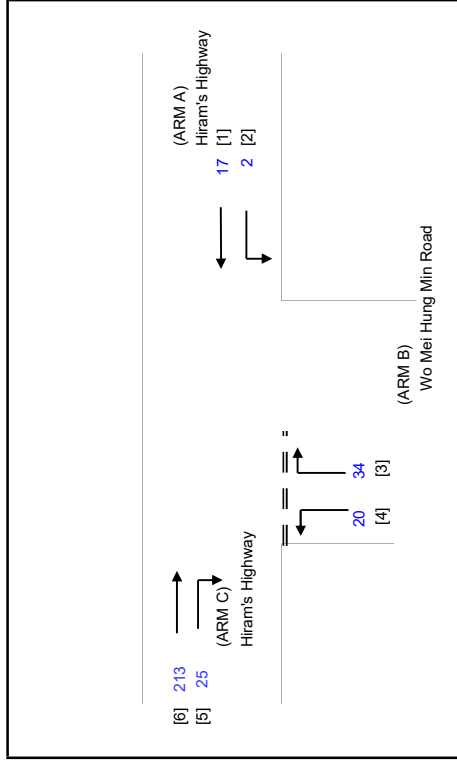 (ARM A)
Hiram's Highway
17 [1]
2 [2]
[6] 213
[5] 25
(ARM C)
Hiram's Highway
20 34
[4] [3]
(ARM B)
Wo Mei Hung Min Road